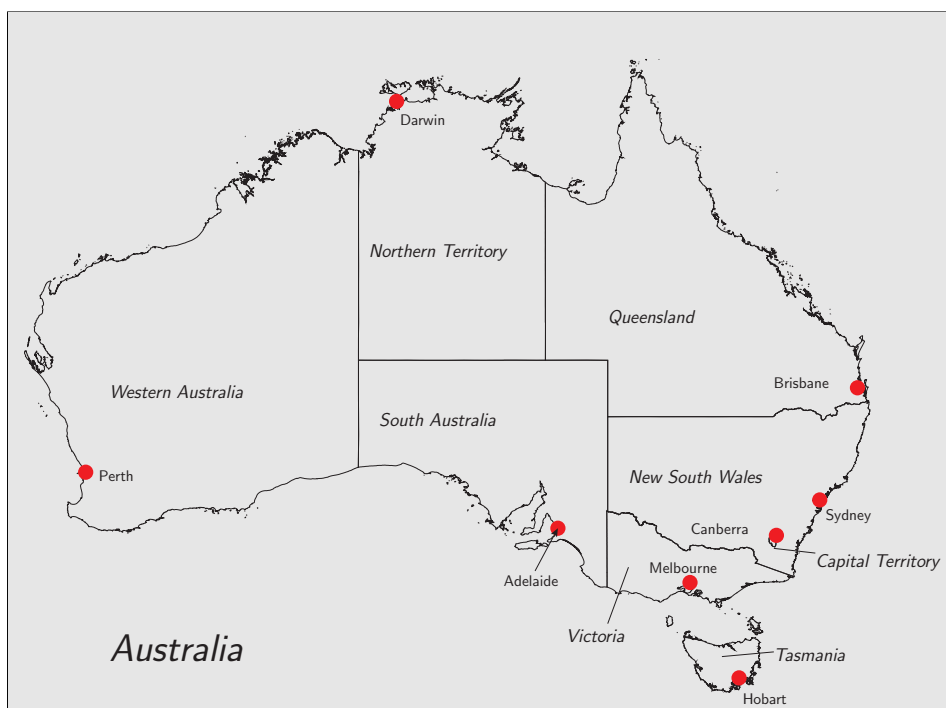 Darwin
Northern Territory
Queensland
Western Australia
Brisbane
South Australia
Perth
New South Wales
Sydney
Canberra
Capital Territory
Adelaide
Melbourne
Victoria
Australia
Tasmania
Hobart